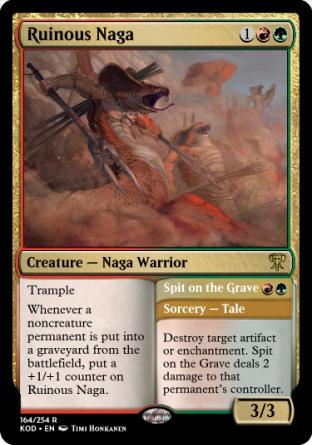 Ruinous Naga 1
Creature — Naga Warrior
Trample
Whenever a
noncreature
permanent is put into
a graveyard from the
battlefield, put a
+1/+1 counter on
Ruinous Naga.
Spit on the Grave
Sorcery — Tale
Destroy target artifact
or enchantment. Spit
on the Grave deals 2
damage to that
permanent's controller.
3/3
164/254 R
KOD • EN Timi Honkanen